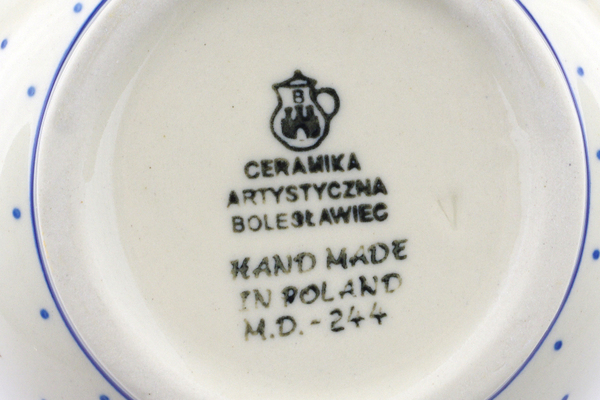 B
CERAMIKA
ARTYSTYCZNA
BOLESŁAWIEC
HAND MADE
IN POLAND
M.D.-244